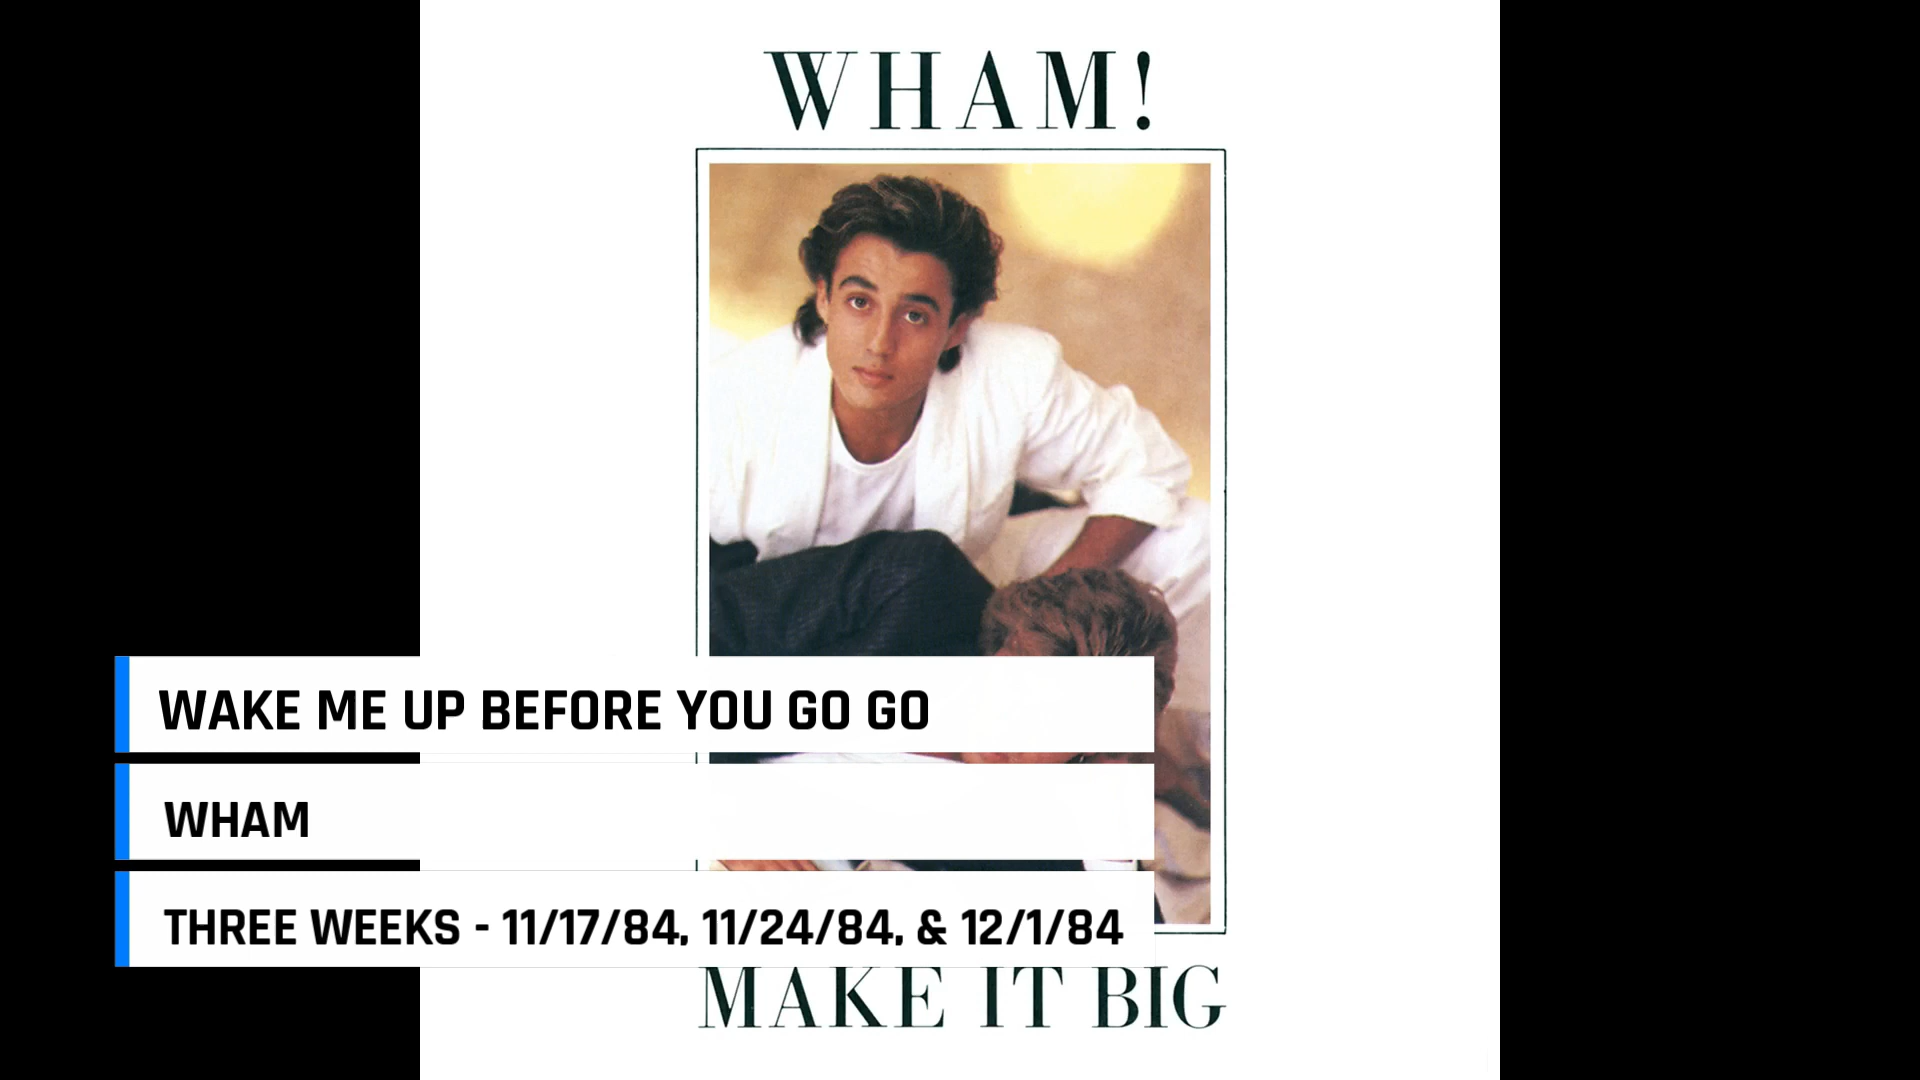 WHAM!
WAKE ME UP BEFORE YOU GO GO
WHAM
THREE WEEKS - 11/17/84, 11/24/84, & 12/1/84
MAKE IT BIG